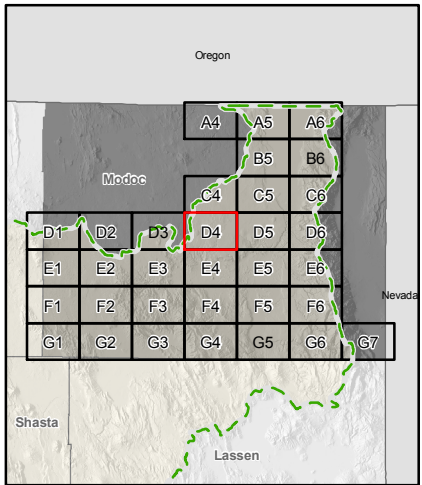 Oregon
A4 A5 A6
B5 B6
Modoc
C4 C5 C6
D1 D2 D3 D4 D5 D6
E1 E2 E3 E4 E5 E6
Nevada
F1 F2 F3 F4 F5 F6
G1 G2 G3 G4 G5 G6 G7
Shasta
Lassen